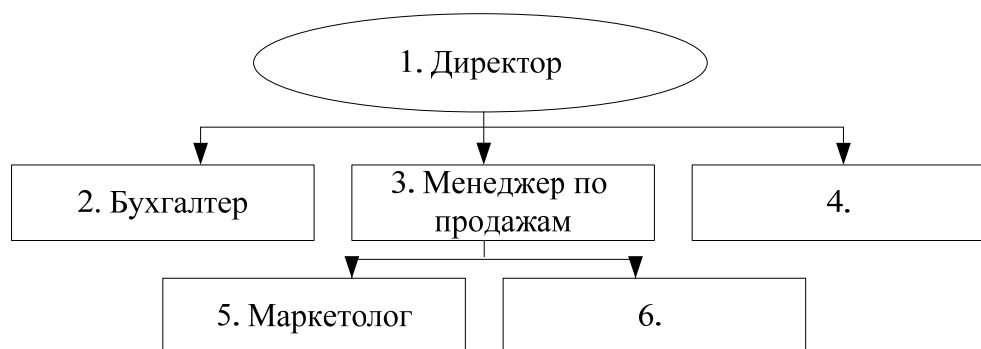 1. Директор
2. Бухгалтер
3. Менеджер по
продажам
4.
5. Маркетолог
6.